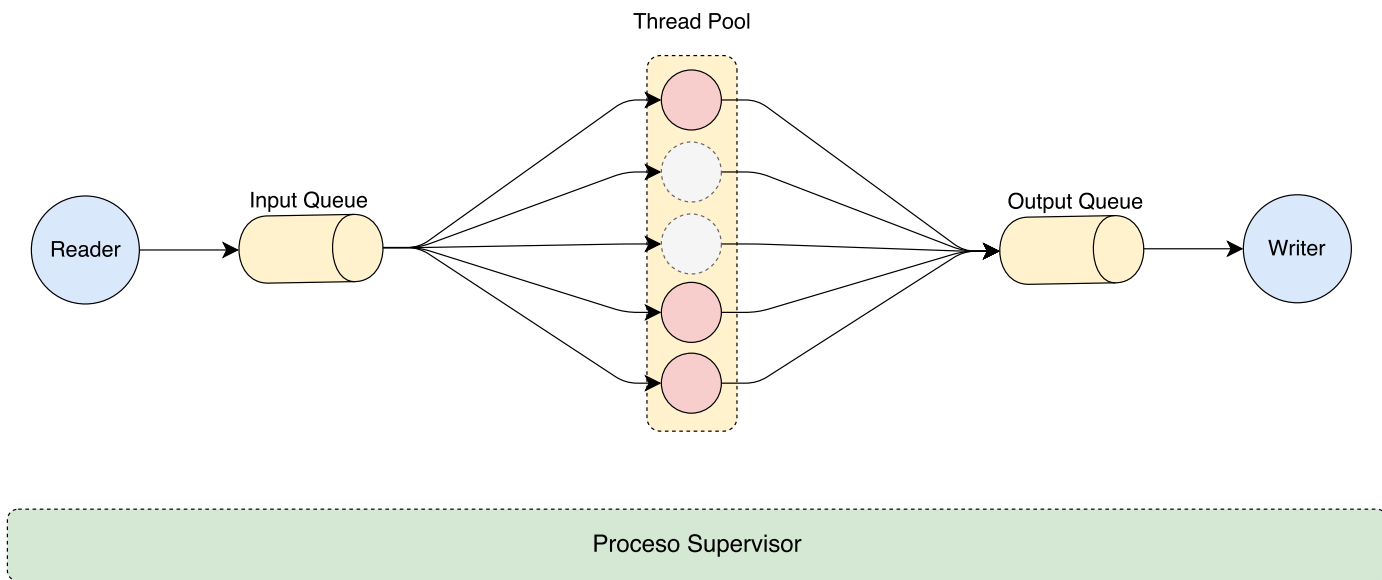 Thread Pool
Input Queue
Output Queue
Reader
Writer
Proceso Supervisor